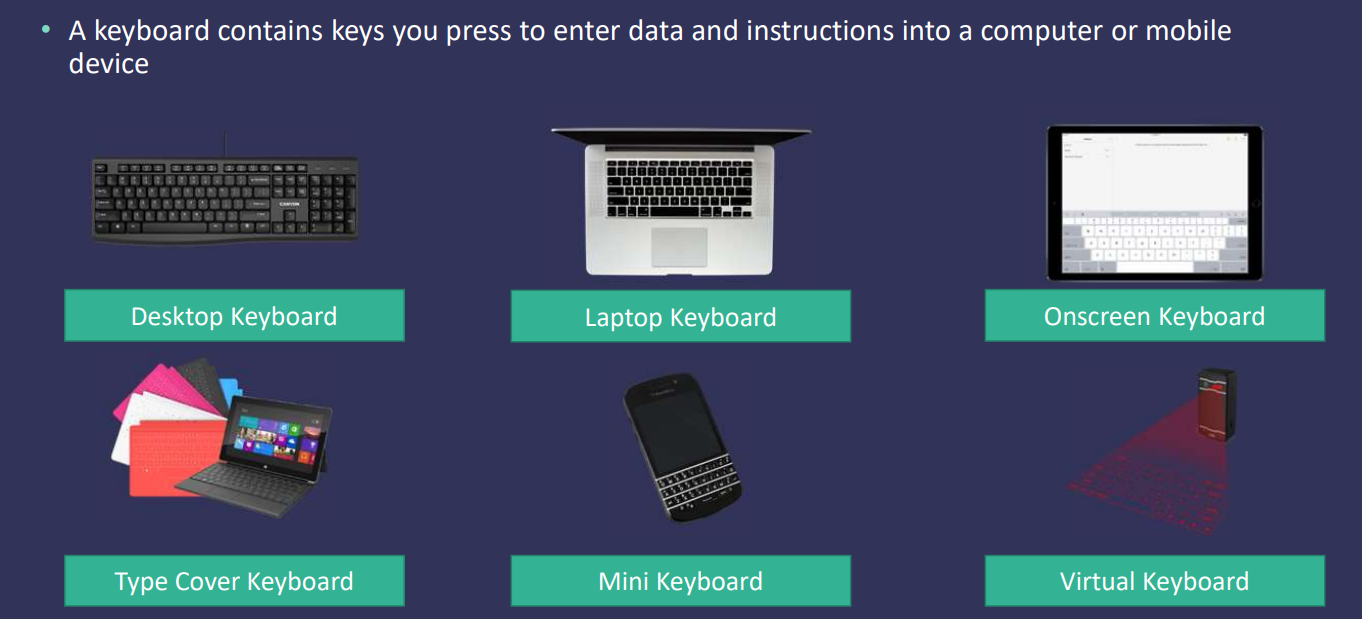 • A keyboard contains keys you press to enter data and instructions into a computer or mobile
device
CANYON
Desktop Keyboard
Laptop Keyboard
Onscreen Keyboard
Type Cover Keyboard
Mini Keyboard
Virtual Keyboard